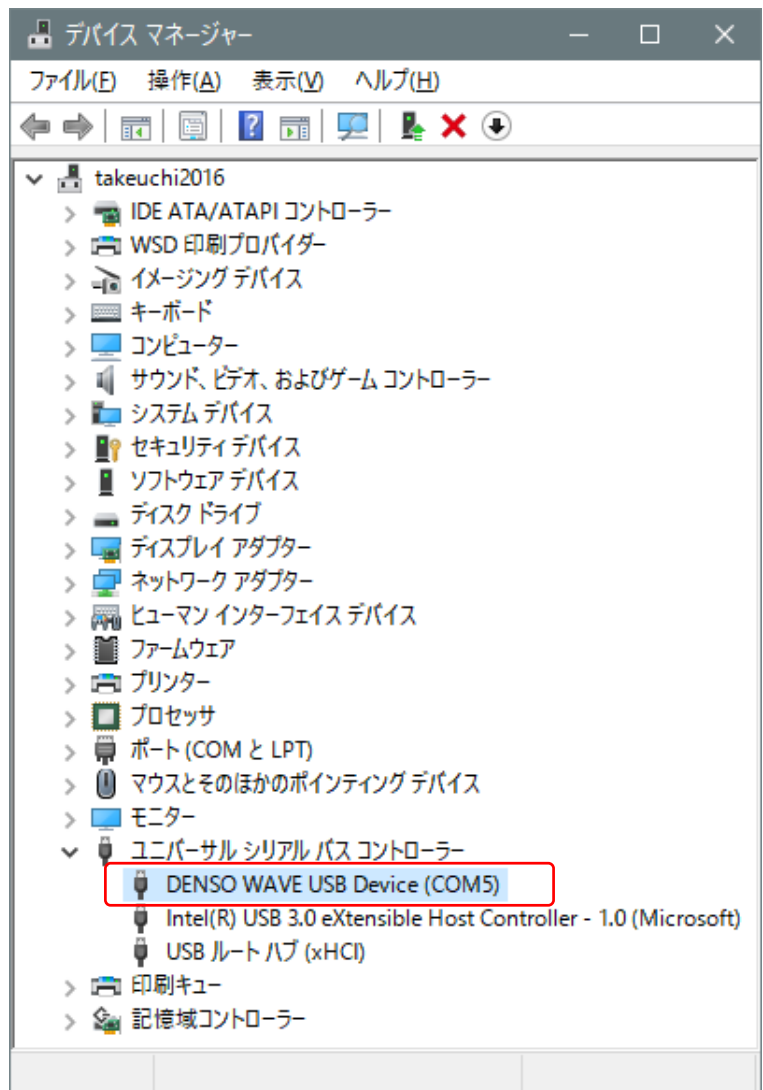 デバイス マネージャー
ファイル(F) 操作(A) 表示(V) ヘルプ(H)
takeuchi2016
IDE ATA/ATAPI コントローラー
WSD 印刷プロバイダー
イメージング デバイス
キーボード
コンピューター
サウンド、ビデオ、およびゲーム コントローラー
システム デバイス
セキュリティ デバイス
ソフトウェア デバイス
ディスク ドライブ
ディスプレイ アダプター
ネットワーク アダプター
ヒューマン インターフェイス デバイス
ファームウェア
プリンター
プロセッサ
ポート (COM と LPT)
マウスとそのほかのポインティング デバイス
モニター
ユニバーサル シリアル バス コントローラー
DENSO WAVE USB Device (COM5)
Intel(R) USB 3.0 eXtensible Host Controller - 1.0 (Microsoft)
USB ルート ハブ (xHCI)
印刷キュー
記憶域コントローラー